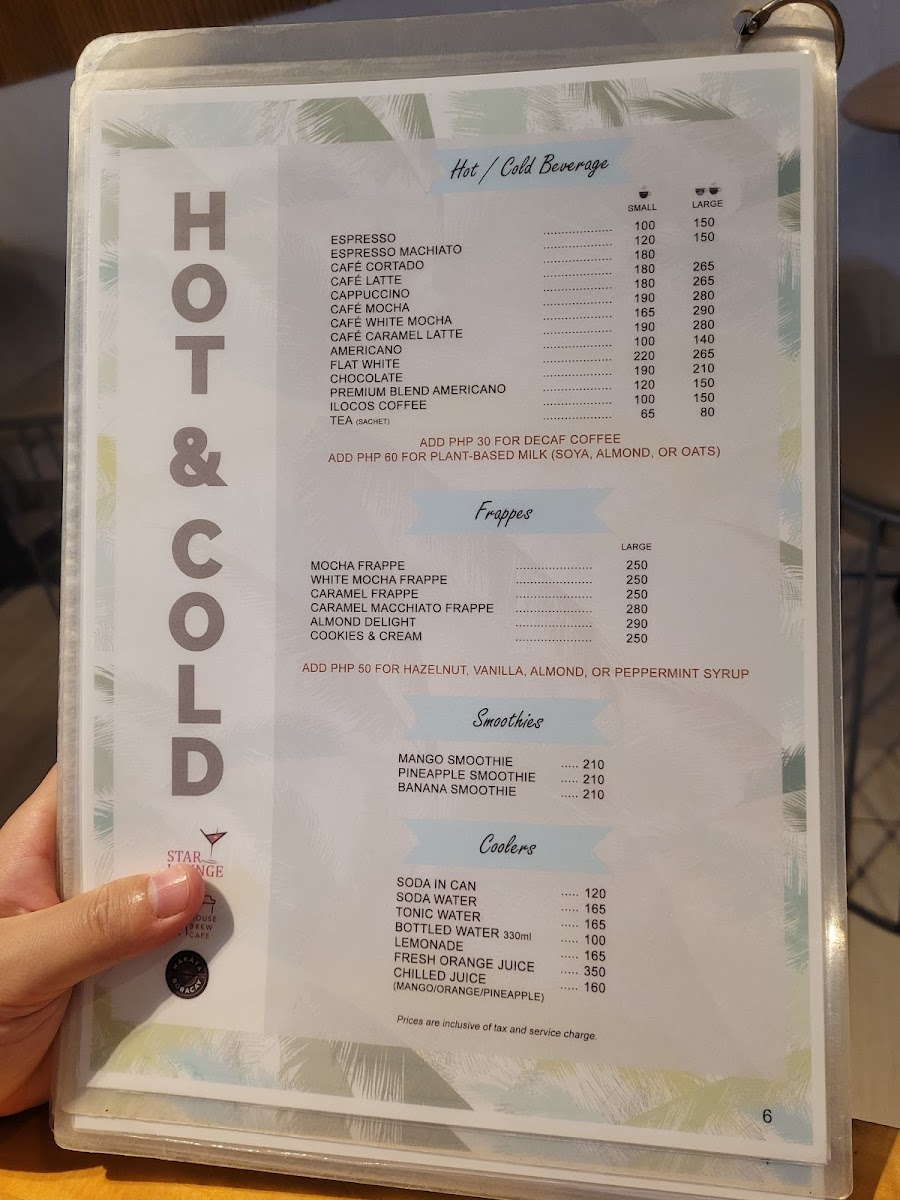 HOT & COLD
Hot / Cold Beverage
SMALL LARGE
ESPRESSO .................... 100 150
ESPRESSO MACHIATO .................... 120 150
CAFÉ CORTADO .................... 180
CAFÉ LATTE .................... 180 265
CAPPUCCINO .................... 180 265
CAFÉ MOCHA .................... 190 280
CAFÉ WHITE MOCHA .................... 165 290
CAFÉ CARAMEL LATTE .................... 190 280
AMERICANO .................... 100 140
FLAT WHITE .................... 220 265
CHOCOLATE .................... 190 210
PREMIUM BLEND AMERICANO .................... 120 150
ILOCOS COFFEE .................... 100 150
TEA (SACHET) .................... 65 80
ADD PHP 30 FOR DECAF COFFEE
ADD PHP 60 FOR PLANT-BASED MILK (SOYA, ALMOND, OR OATS)
Frappes
LARGE
MOCHA FRAPPE ...................... 250
WHITE MOCHA FRAPPE ...................... 250
CARAMEL FRAPPE ...................... 250
CARAMEL MACCHIATO FRAPPE ...................... 280
ALMOND DELIGHT ...................... 290
COOKIES & CREAM ...................... 250
ADD PHP 50 FOR HAZELNUT, VANILLA, ALMOND, OR PEPPERMINT SYRUP
Smoothies
MANGO SMOOTHIE ..... 210
PINEAPPLE SMOOTHIE ..... 210
BANANA SMOOTHIE ..... 210
Coolers
SODA IN CAN ..... 120
SODA WATER ..... 165
TONIC WATER ..... 165
BOTTLED WATER 330ml ..... 100
LEMONADE ..... 165
FRESH ORANGE JUICE ..... 350
CHILLED JUICE ..... 160
(MANGO/ORANGE/PINEAPPLE)
Prices are inclusive of tax and service charge.
STAR
BREW
CAFE
BORACAY
6